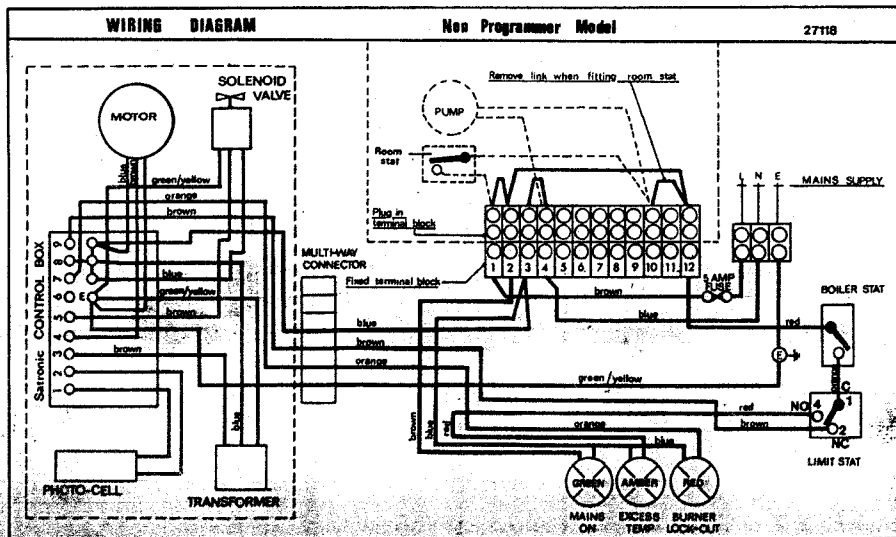 WIRING DIAGRAM Non Programmer Model 27118
SOLENOID
VALVE
MOTOR
Remove link when fitting room stat
PUMP
Room
stat
blue
brown
green/yellow
orange
brown
L N E
MAINS SUPPLY
Plug in
terminal block
MULTI-WAY
CONNECTOR
Fixed terminal block
1 2 3 4 5 6 7 8 9 10 11 12
5 AMP
FUSE
brown
blue
red
BOILER STAT
Satronic CONTROL BOX
9
8
7
6
5
4
3
2
1
E
blue
green/yellow
brown
brown
blue
blue
brown
orange
E
green/yellow
orange
C
1
NO 4
2
NC
LIMIT STAT
red
brown
brown
blue
red
orange
blue
GREEN
AMBER
RED
MAINS
ON
EXCESS
TEMP
BURNER
LOCK-OUT
PHOTO-CELL
TRANSFORMER